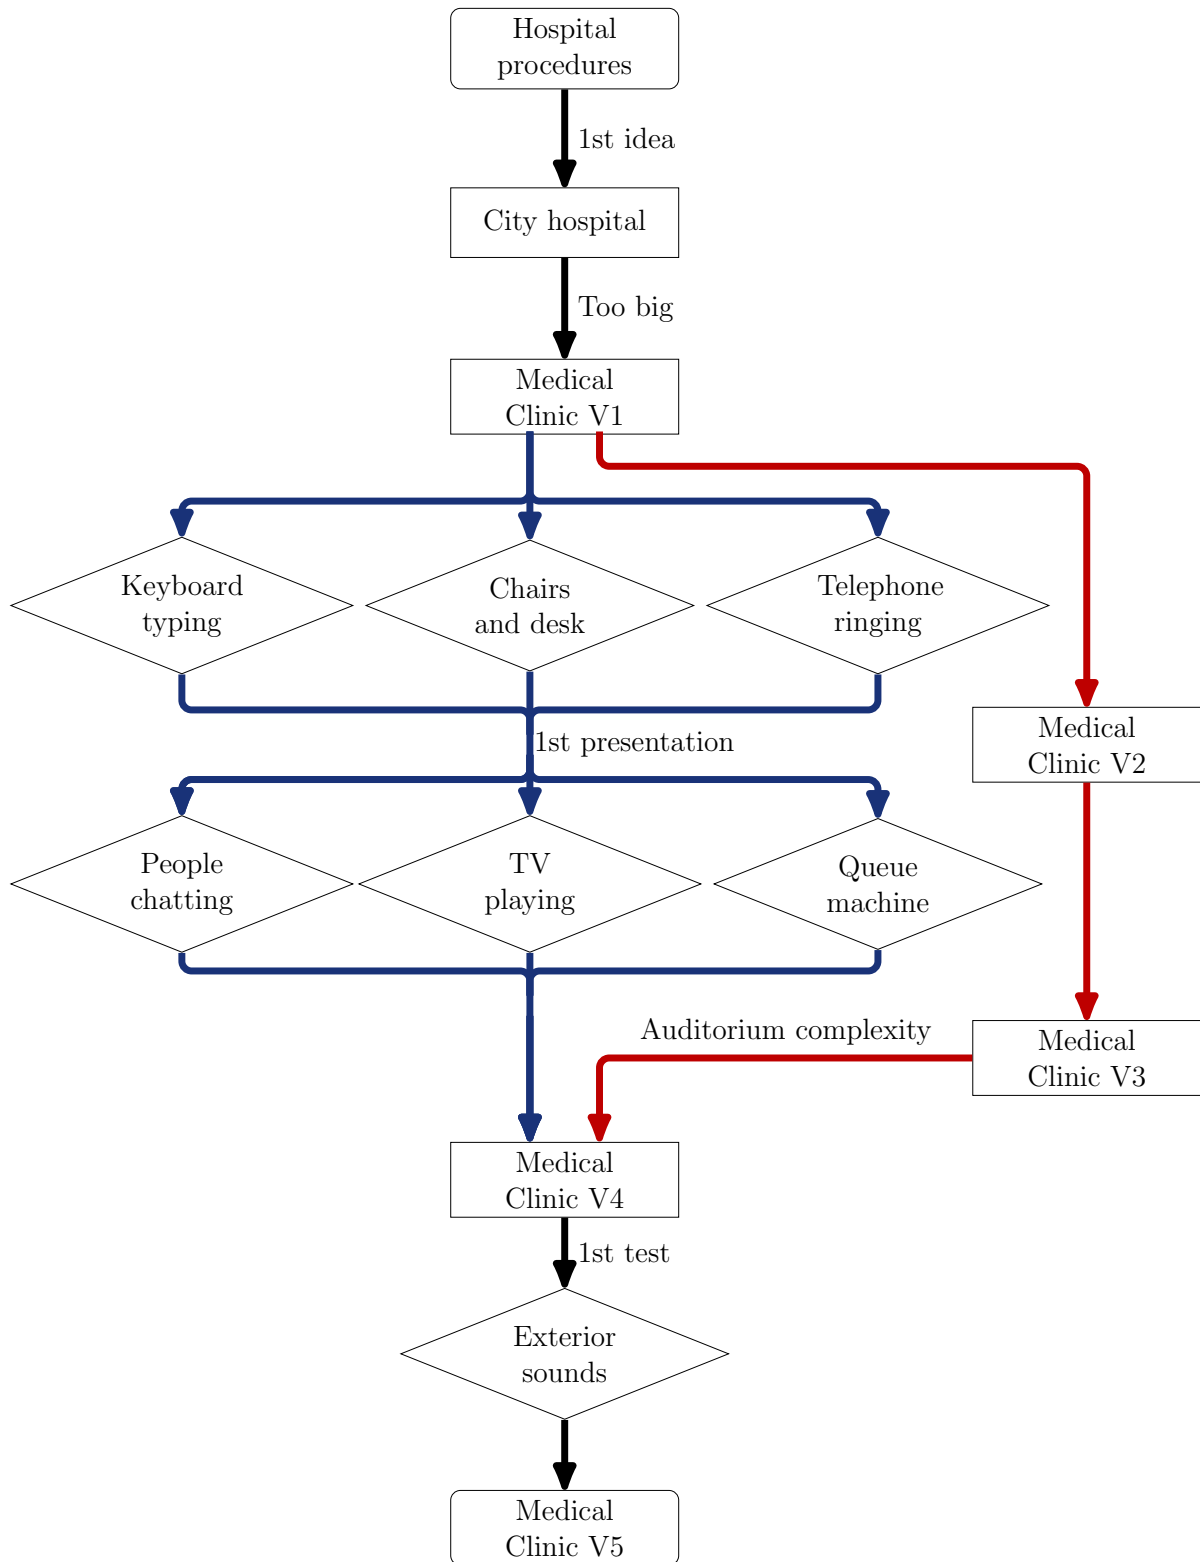 Hospital
procedures
1st idea
City hospital
Too big
Medical
Clinic V1
Keyboard
typing
Chairs
and desk
Telephone
ringing
1st presentation
Medical
Clinic V2
People
chatting
TV
playing
Queue
machine
Auditorium complexity
Medical
Clinic V3
Medical
Clinic V4
1st test
Exterior
sounds
Medical
Clinic V5